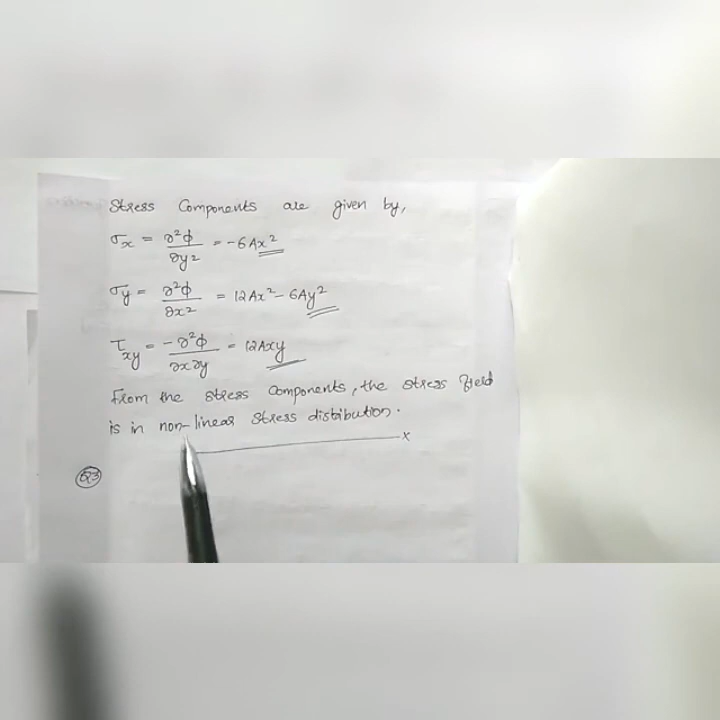 Stress Components are given by,
σx = ∂²φ/∂y² = -6Ax²
σy = ∂²φ/∂x² = 12Ax² - 6Ay²
τxy = -∂²φ/∂x∂y = 12Axy
From the stress components, the stress field
is in non-linear stress distribution.
x
Q3